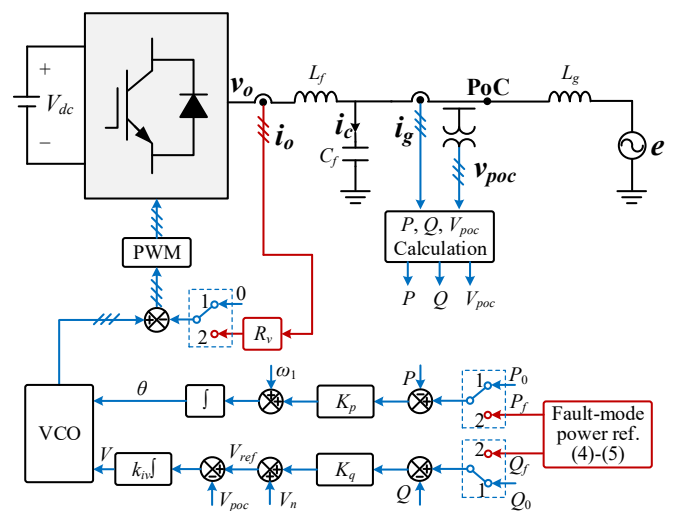 +
V_dc
−
v_o
i_o
L_f
i_c
C_f
i_g
PoC
v_poc
L_g
e
P, Q, V_poc
Calculation
P
Q
V_poc
PWM
1
0
2
R_v
VCO
θ
∫
ω_1
K_p
P
1
P_0
2
P_f
Fault-mode
power ref.
(4)-(5)
V
k_iv∫
V_ref
V_poc
V_n
K_q
Q
2
Q_f
1
Q_0